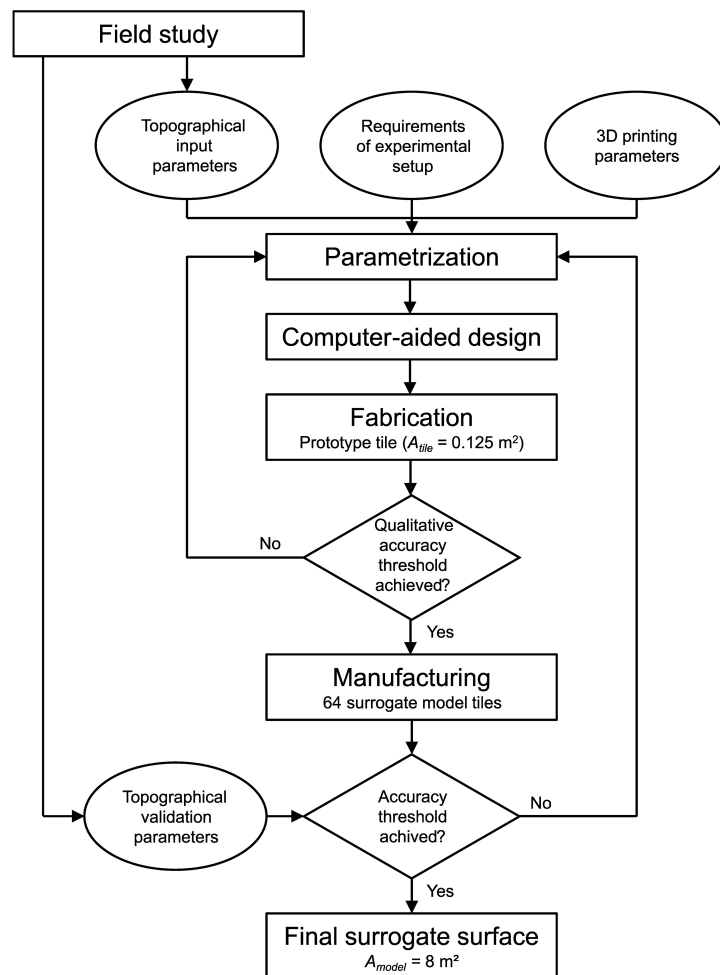 Field study
Topographical
input
parameters
Requirements
of experimental
setup
3D printing
parameters
Parametrization
Computer-aided design
Fabrication
Prototype tile (Atile = 0.125 m²)
Qualitative
accuracy
threshold
achieved?
No
Yes
Manufacturing
64 surrogate model tiles
Topographical
validation
parameters
Accuracy
threshold
achived?
No
Yes
Final surrogate surface
Amodel = 8 m²